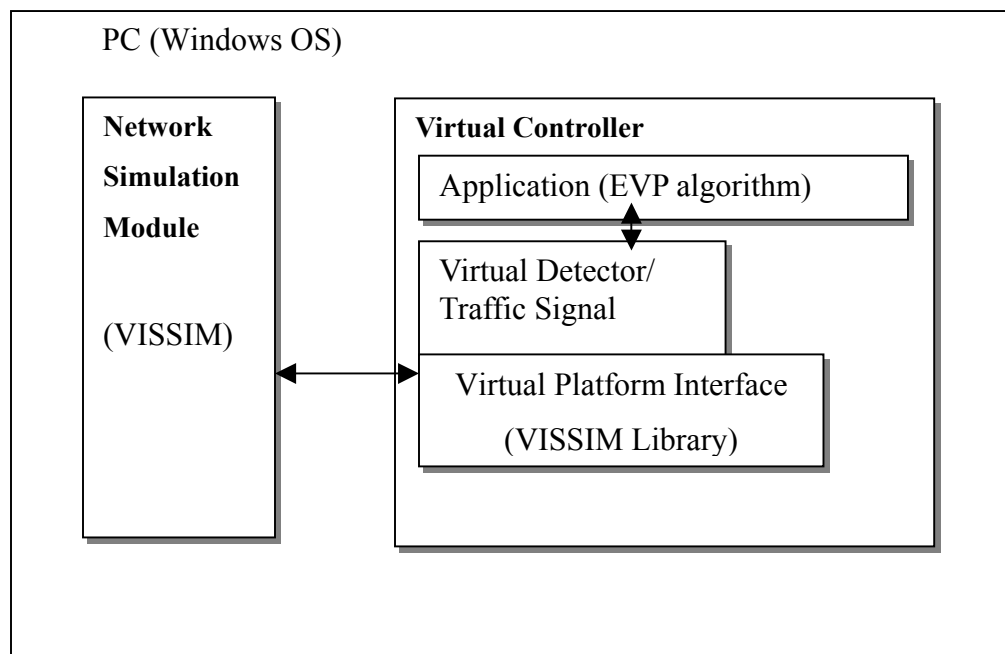 PC (Windows OS)
Network
Simulation
Module
(VISSIM)
Virtual Controller
Application (EVP algorithm)
Virtual Detector/
Traffic Signal
Virtual Platform Interface
(VISSIM Library)